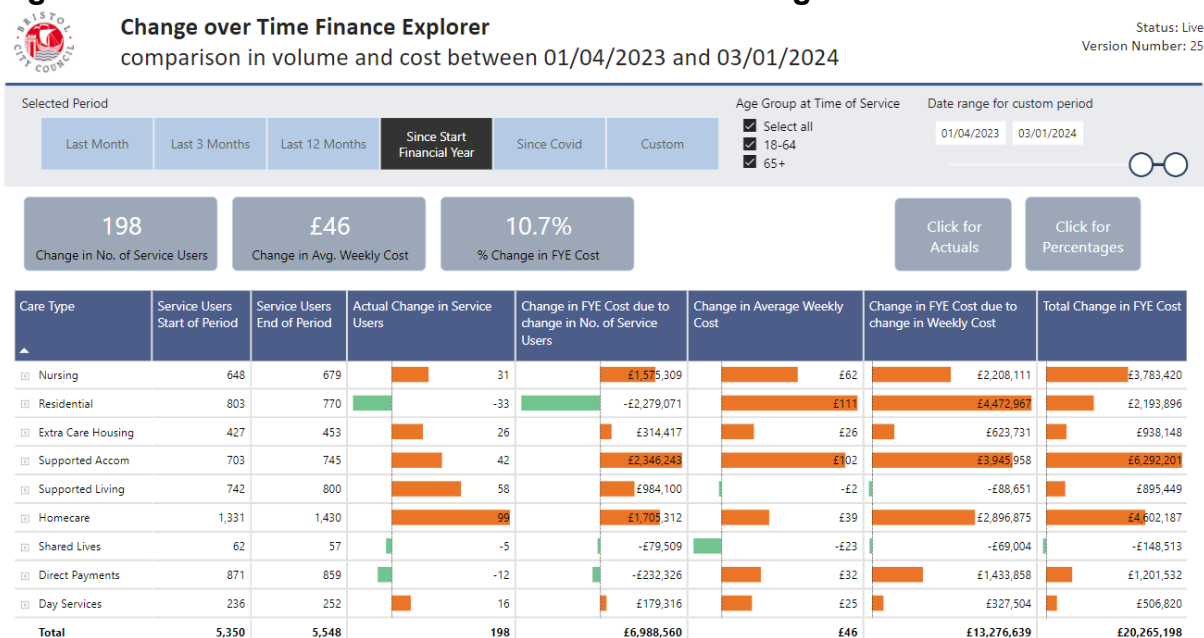 BRISTOL
CITY COUNCIL
Change over Time Finance Explorer
comparison in volume and cost between 01/04/2023 and 03/01/2024
Status: Live
Version Number: 25
Selected Period
Last Month
Last 3 Months
Last 12 Months
Since Start
Financial Year
Since Covid
Custom
Age Group at Time of Service
Select all
18-64
65+
Date range for custom period
01/04/2023 03/01/2024
198
Change in No. of Service Users
£46
Change in Avg. Weekly Cost
10.7%
% Change in FYE Cost
Click for
Actuals
Click for
Percentages
Care Type
Service Users
Start of Period
Service Users
End of Period
Actual Change in Service
Users
Change in FYE Cost due to
change in No. of Service
Users
Change in Average Weekly
Cost
Change in FYE Cost due to
change in Weekly Cost
Total Change in FYE Cost
Nursing 648 679 31 £1,575,309 £62 £2,208,111 £3,783,420
Residential 803 770 -33 -£2,279,071 £111 £4,472,967 £2,193,896
Extra Care Housing 427 453 26 £314,417 £26 £623,731 £938,148
Supported Accom 703 745 42 £2,346,243 £102 £3,945,958 £6,292,201
Supported Living 742 800 58 £984,100 -£2 -£88,651 £895,449
Homecare 1,331 1,430 99 £1,705,312 £39 £2,896,875 £4,602,187
Shared Lives 62 57 -5 -£79,509 -£23 -£69,004 -£148,513
Direct Payments 871 859 -12 -£232,326 £32 £1,433,858 £1,201,532
Day Services 236 252 16 £179,316 £25 £327,504 £506,820
Total 5,350 5,548 198 £6,988,560 £46 £13,276,639 £20,265,198